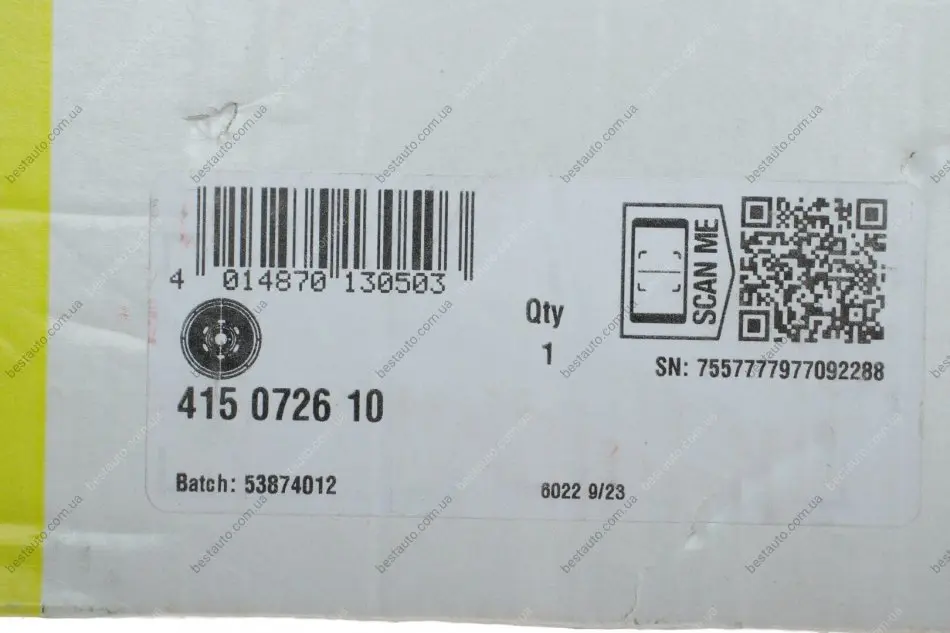 4 014870 130503
Qty
1
SCAN ME
SN: 7557777977092288
415 0726 10
Batch: 53874012
6022 9/23
bestauto.com.ua